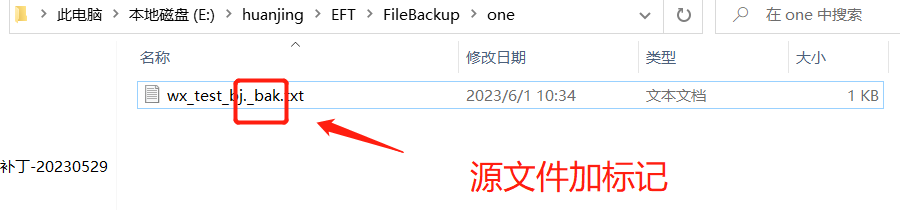 此电脑 > 本地磁盘 (E:) > huanjing > EFT > FileBackup > one
在 one 中搜索
名称 修改日期 类型 大小
wx_test_bj._bak.txt 2023/6/1 10:34 文本文档 1 KB
补丁-20230529
源文件加标记